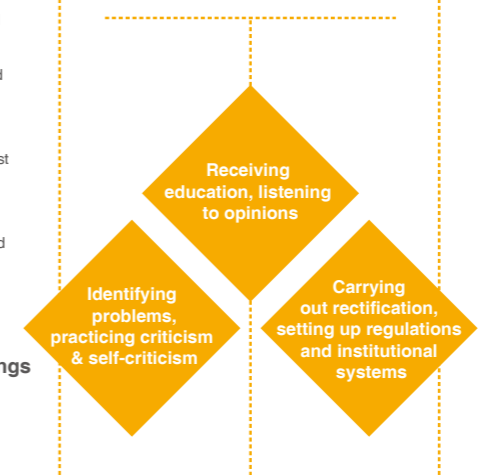 Receiving
education, listening
to opinions
Identifying
problems,
practicing criticism
& self-criticism
Carrying
out rectification,
setting up regulations
and institutional
systems